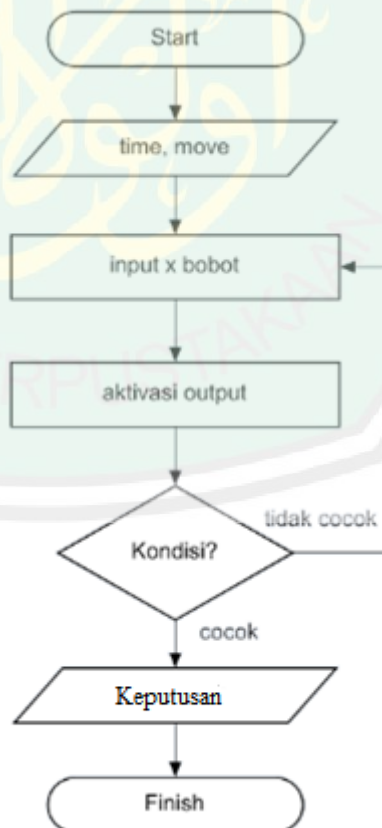 Start
time, move
input x bobot
aktivasi output
Kondisi?
tidak cocok
cocok
Keputusan
Finish